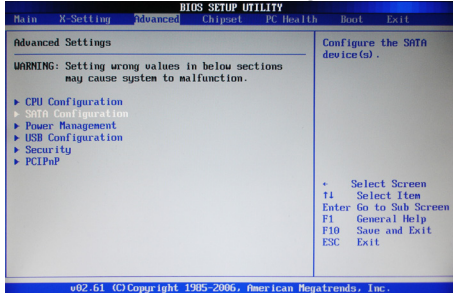 BIOS SETUP UTILITY
Main X-Setting Advanced Chipset PC Health Boot Exit
Advanced Settings
WARNING: Setting wrong values in below sections
may cause system to malfunction.
▶ CPU Configuration
▶ SATA Configuration
▶ Power Management
▶ USB Configuration
▶ Security
▶ PCIPnP
Configure the SATA
device(s).
← Select Screen
↑↓ Select Item
Enter Go to Sub Screen
F1 General Help
F10 Save and Exit
ESC Exit
v02.61 (C)Copyright 1985-2006, American Megatrends, Inc.